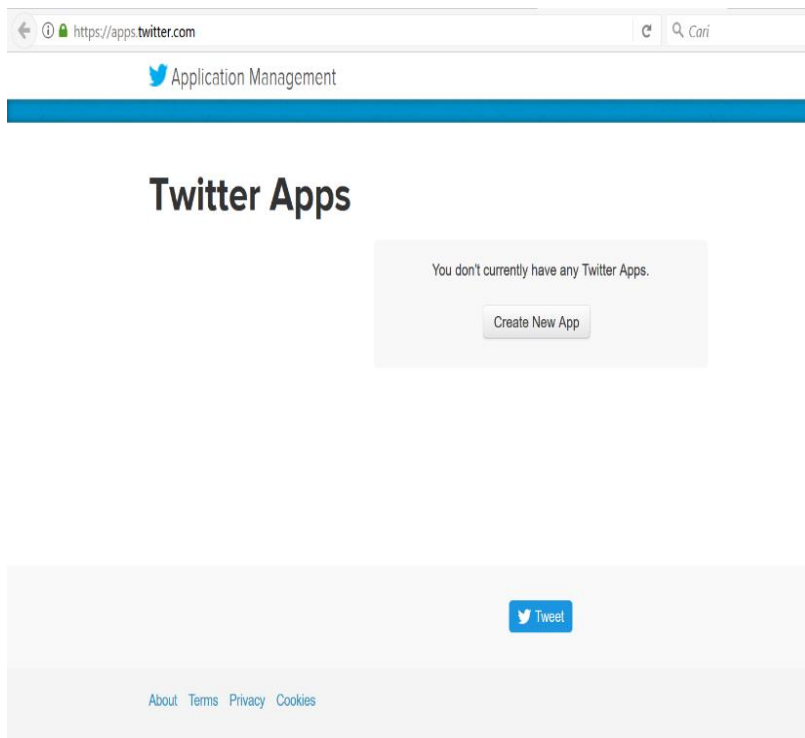 https://apps.twitter.com
Cari
Application Management
Twitter Apps
You don't currently have any Twitter Apps.
Create New App
Tweet
About Terms Privacy Cookies